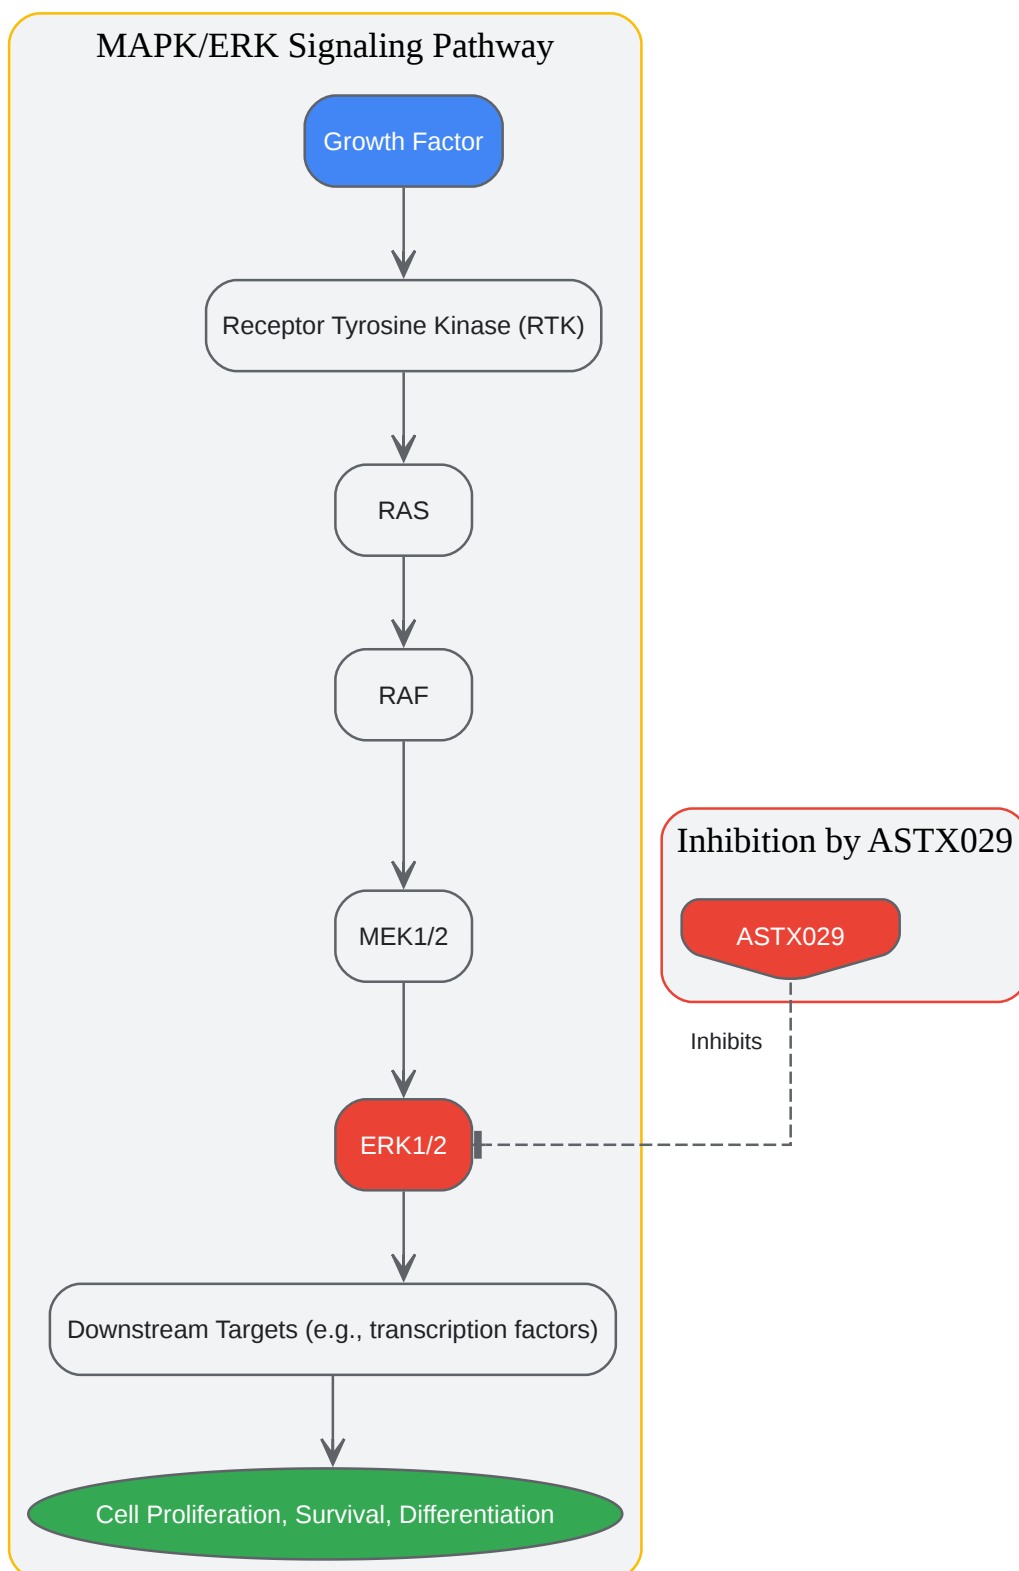 MAPK/ERK Signaling Pathway
Growth Factor
Receptor Tyrosine Kinase (RTK)
RAS
RAF
MEK1/2
Inhibition by ASTX029
ASTX029
Inhibits
ERK1/2
Downstream Targets (e.g., transcription factors)
Cell Proliferation, Survival, Differentiation